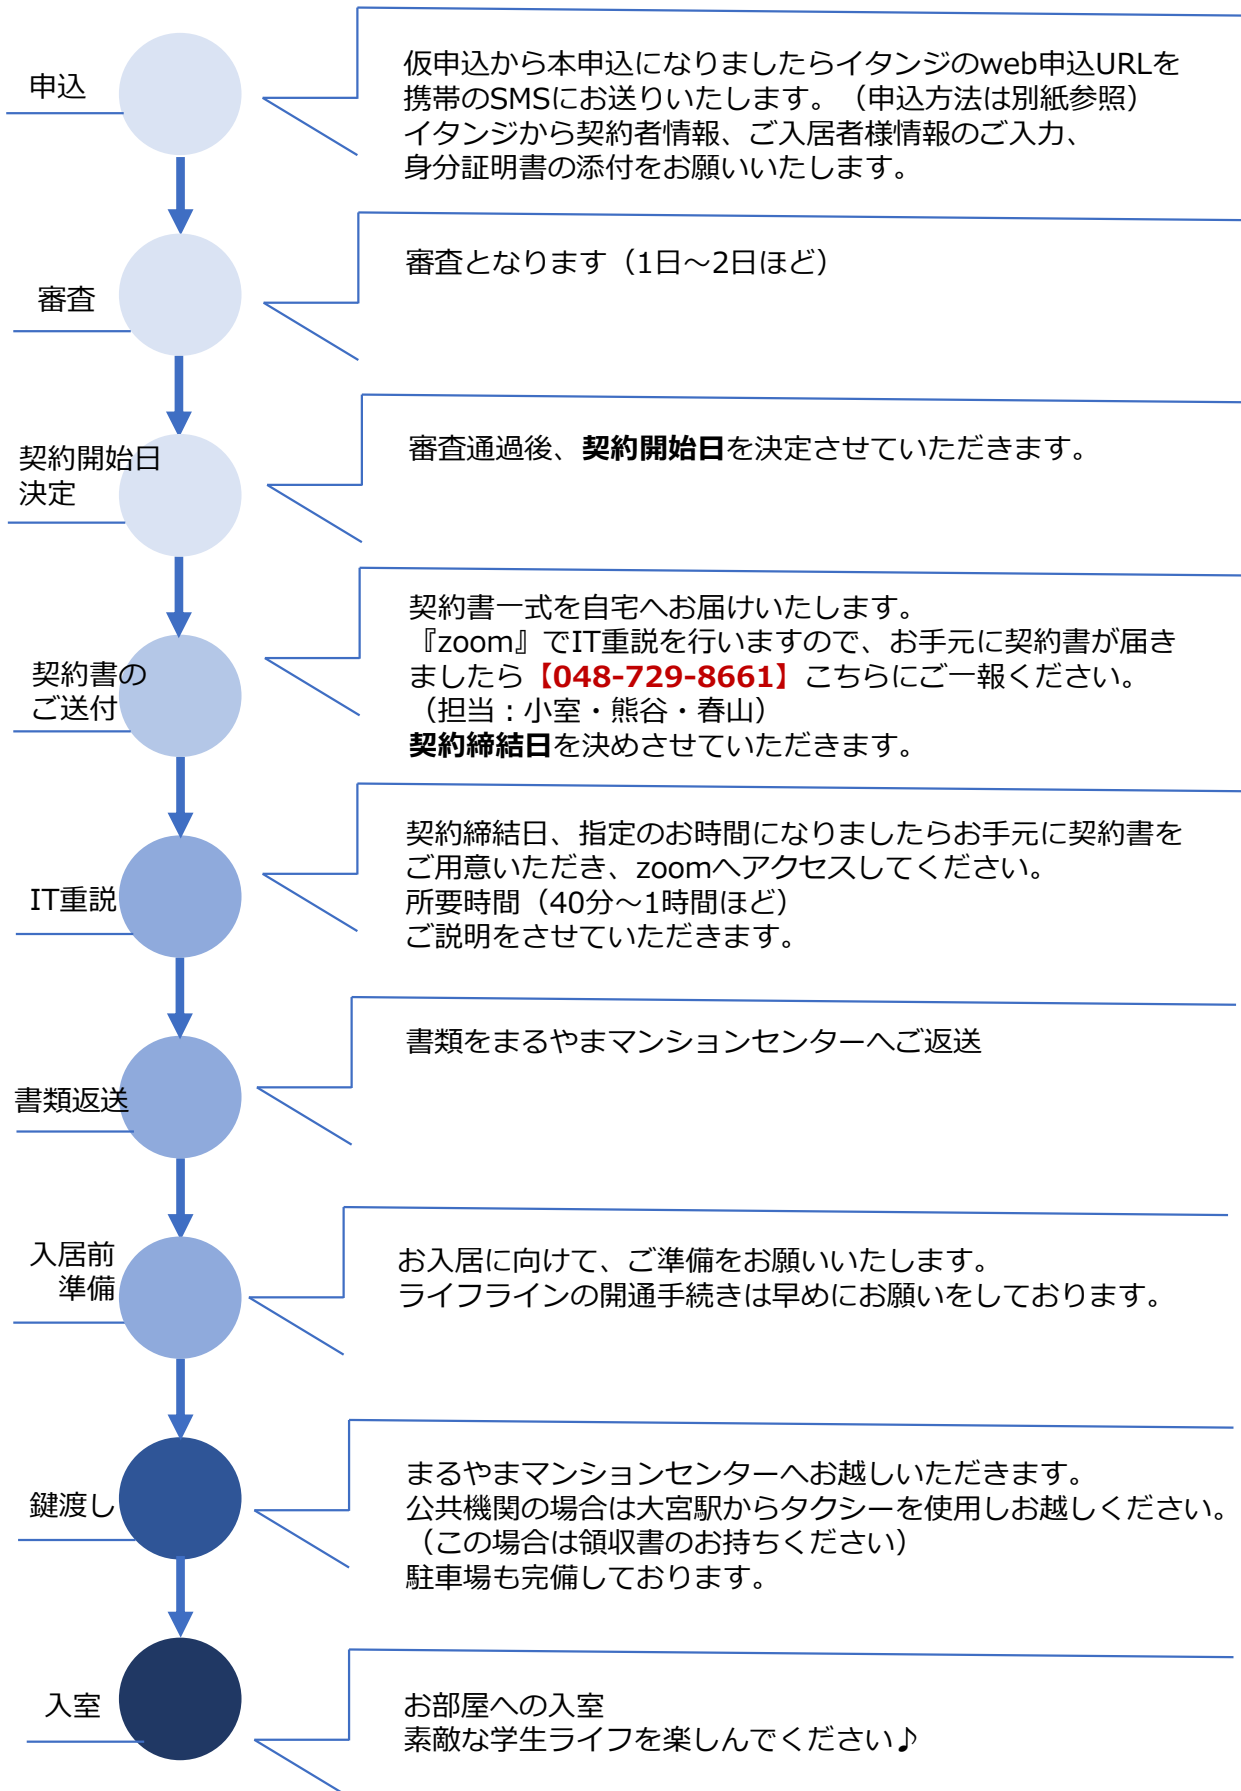 申込
仮申込から本申込になりましたらイタンジのweb申込URLを
携帯のSMSにお送りいたします。（申込方法は別紙参照）
イタンジから契約者情報、ご入居者様情報のご入力、
身分証明書の添付をお願いいたします。
審査
審査となります（1日～2日ほど）
契約開始日
決定
審査通過後、契約開始日を決定させていただきます。
契約書の
ご送付
契約書一式を自宅へお届けいたします。
『zoom』でIT重説を行いますので、お手元に契約書が届き
ましたら【048-729-8661】こちらにご一報ください。
（担当：小室・熊谷・春山）
契約締結日を決めさせていただきます。
IT重説
契約締結日、指定のお時間になりましたらお手元に契約書を
ご用意いただき、zoomへアクセスしてください。
所要時間（40分～1時間ほど）
ご説明をさせていただきます。
書類返送
書類をまるやまマンションセンターへご返送
入居前
準備
お入居に向けて、ご準備をお願いいたします。
ライフラインの開通手続きは早めにお願いをしております。
鍵渡し
まるやまマンションセンターへお越しいただきます。
公共機関の場合は大宮駅からタクシーを使用しお越しください。
（この場合は領収書のお持ちください）
駐車場も完備しております。
入室
お部屋への入室
素敵な学生ライフを楽しんでください♪